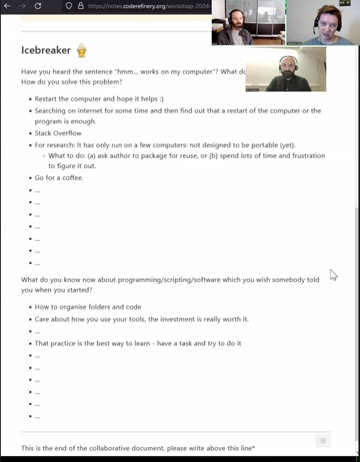 https://notes.coderefinery.org/workshop-2024-
Icebreaker
Have you heard the sentence "hmm... works on my computer"? What do
How do you solve this problem?
• Restart the computer and hope it helps :)
• Searching on internet for some time and then find out that a restart of the computer or the
program is enough.
• Stack Overflow
• For research: It has only run on a few computers: not designed to be portable (yet).
◦ What to do: (a) ask author to package for reuse, or (b) spend lots of time and frustration
to figure it out.
• Go for a coffee.
• ...
• ...
• ...
• ...
• ...
• ...
• ...
What do you know now about programming/scripting/software which you wish somebody told
you when you started?
• How to organise folders and code
• Care about how you use your tools, the investment is really worth it.
• ...
• That practice is the best way to learn - have a task and try to do it
• ...
• ...
• ...
• ...
• ...
• ...
This is the end of the collaborative document, please write above this line*